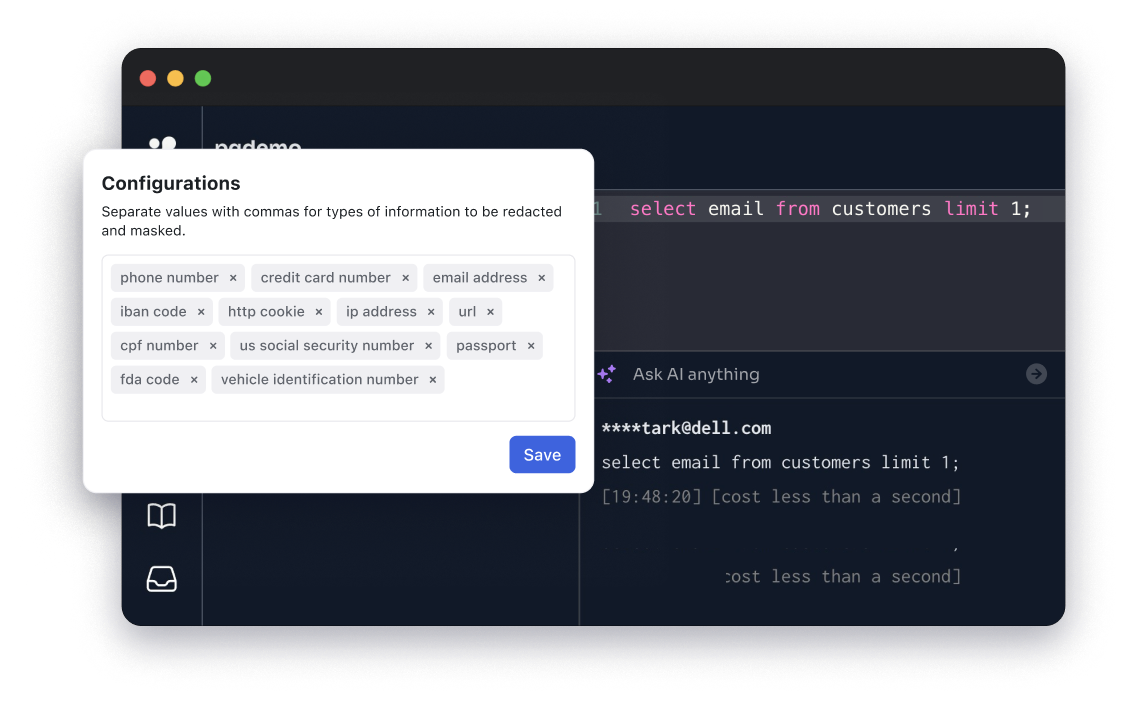 pgdemo
Configurations
Separate values with commas for types of information to be redacted
and masked.
phone number × credit card number × email address ×
iban code × http cookie × ip address × url ×
cpf number × us social security number × passport ×
fda code × vehicle identification number ×
Save
1 select email from customers limit 1;
Ask AI anything
****tark@dell.com
select email from customers limit 1;
[19:48:20] [cost less than a second]
cost less than a second]